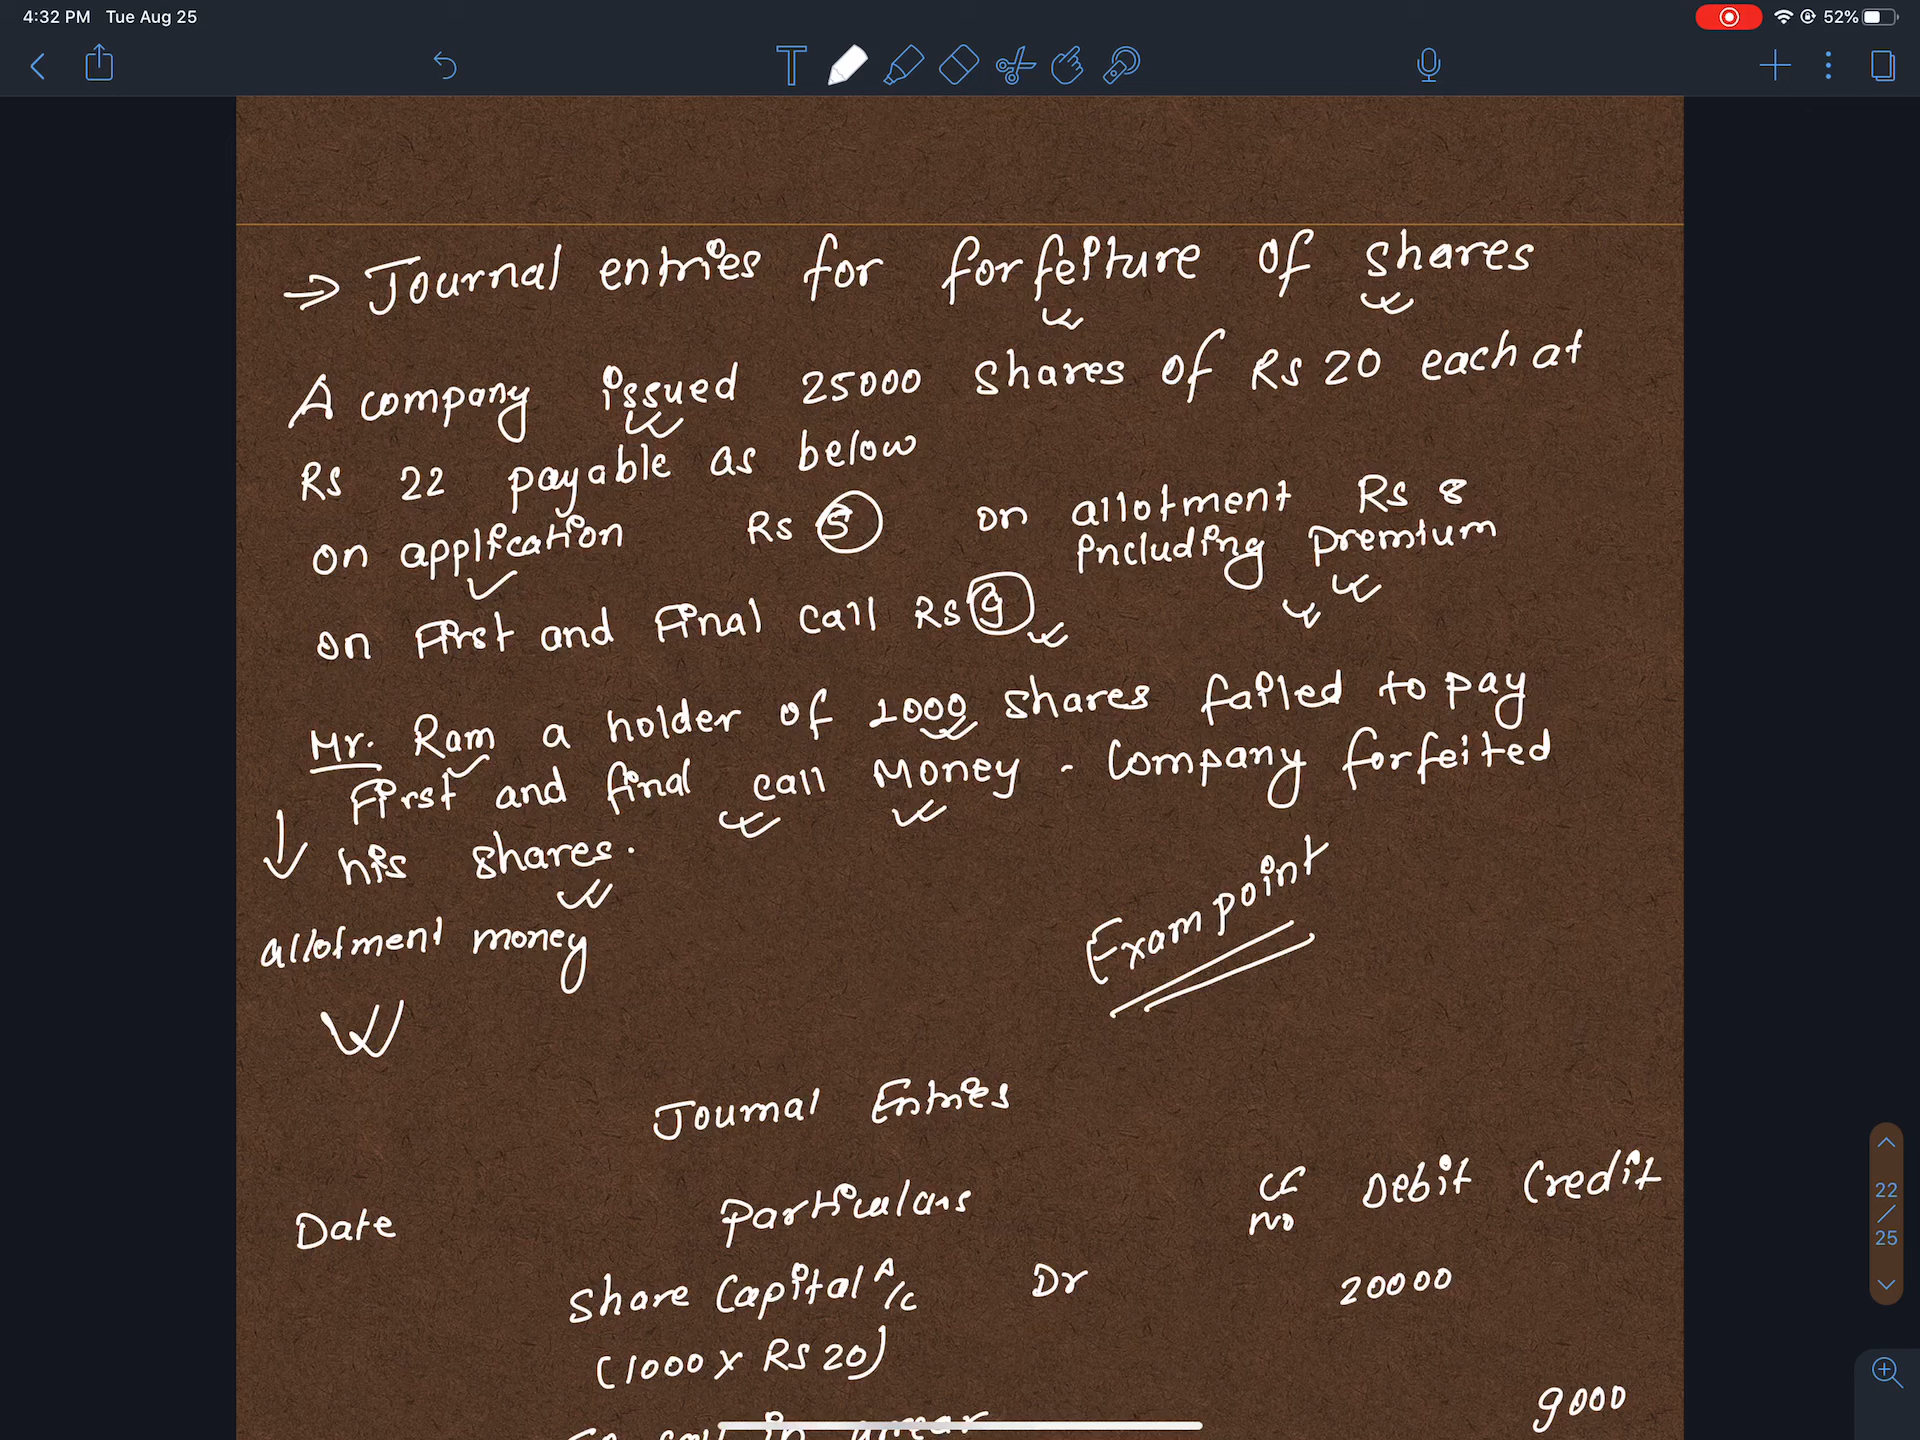 4:32 PM Tue Aug 25
52%
⇒ Journal entries for forfeiture of shares
A company issued 25000 shares of Rs 20 each at
Rs 22 payable as below
on application Rs 5 on allotment Rs 8
including premium
on First and Final call Rs 9
Mr. Ram a holder of 1000 shares failed to pay
First and final call Money - Company forfeited
his shares.
allotment money
Exam point
Journal Entries
Date Particulars CF No Debit Credit
Share Capital A/c Dr 20000
(1000 x Rs 20)
9000
22
/
25